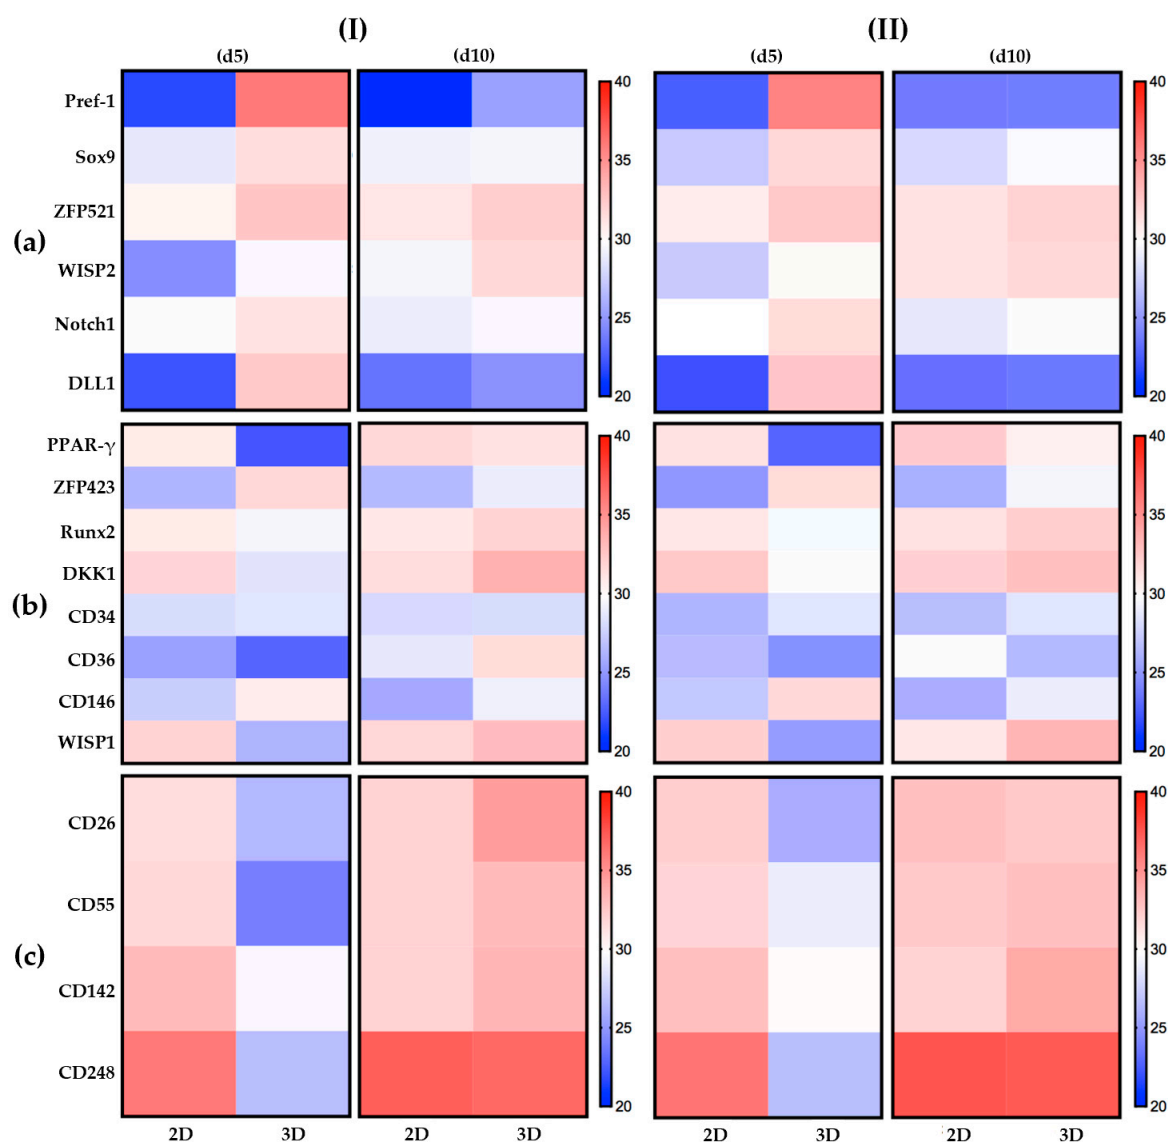 (I) (II)
(d5) (d10) (d5) (d10)
(a)
Pref-1
Sox9
ZFP521
WISP2
Notch1
DLL1
40
35
30
25
20
40
35
30
25
20
(b)
PPAR-γ
ZFP423
Runx2
DKK1
CD34
CD36
CD146
WISP1
40
35
30
25
20
40
35
30
25
20
(c)
CD26
CD55
CD142
CD248
40
35
30
25
20
40
35
30
25
20
2D 3D 2D 3D 2D 3D 2D 3D